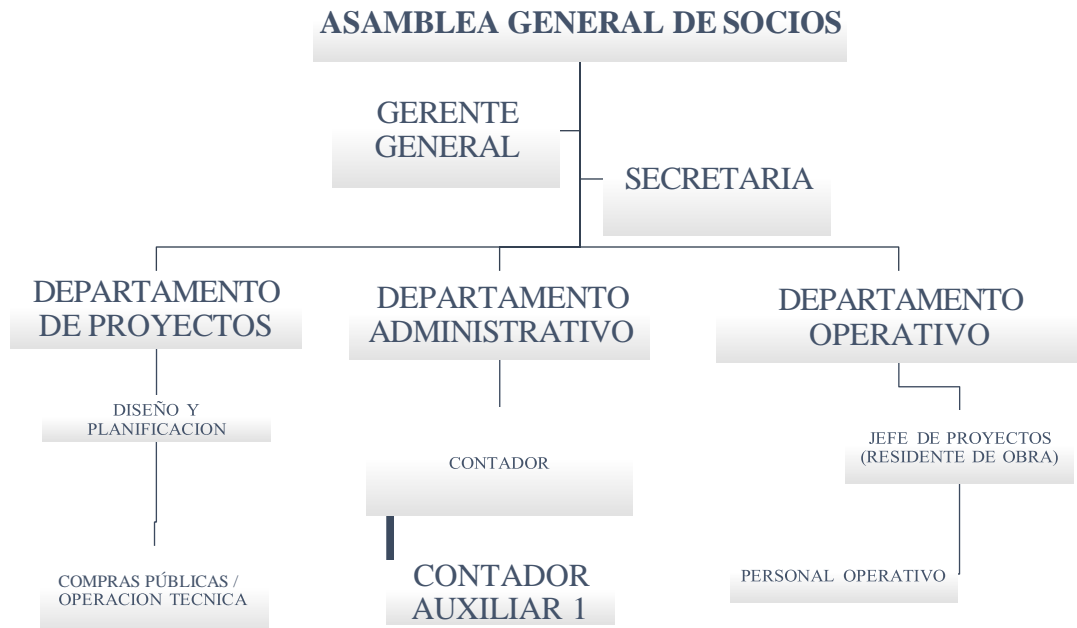 ASAMBLEA GENERAL DE SOCIOS
GERENTE
GENERAL
SECRETARIA
DEPARTAMENTO
DE PROYECTOS
DEPARTAMENTO
ADMINISTRATIVO
DEPARTAMENTO
OPERATIVO
DISEÑO Y
PLANIFICACION
CONTADOR
JEFE DE PROYECTOS
(RESIDENTE DE OBRA)
COMPRAS PÚBLICAS /
OPERACION TECNICA
CONTADOR
AUXILIAR 1
PERSONAL OPERATIVO